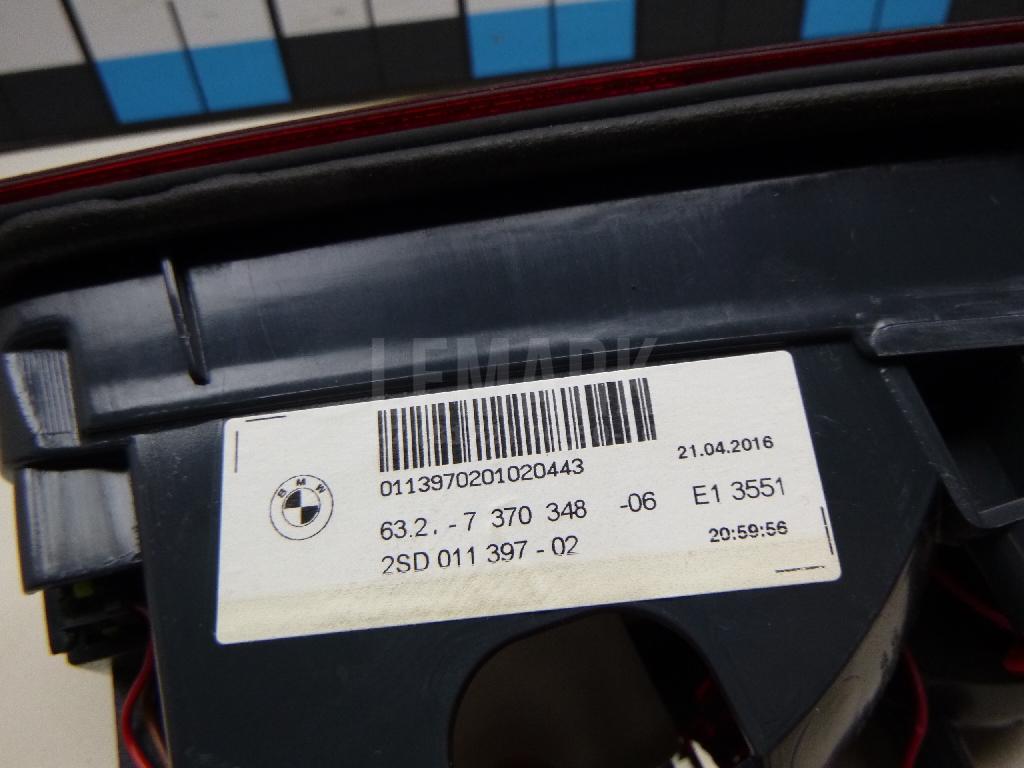 LEMARK
21.04.2016
0113970201020443
BMW
63.2. -7 370 348 -06 E1 3551
2SD 011 397-02 20:59:56